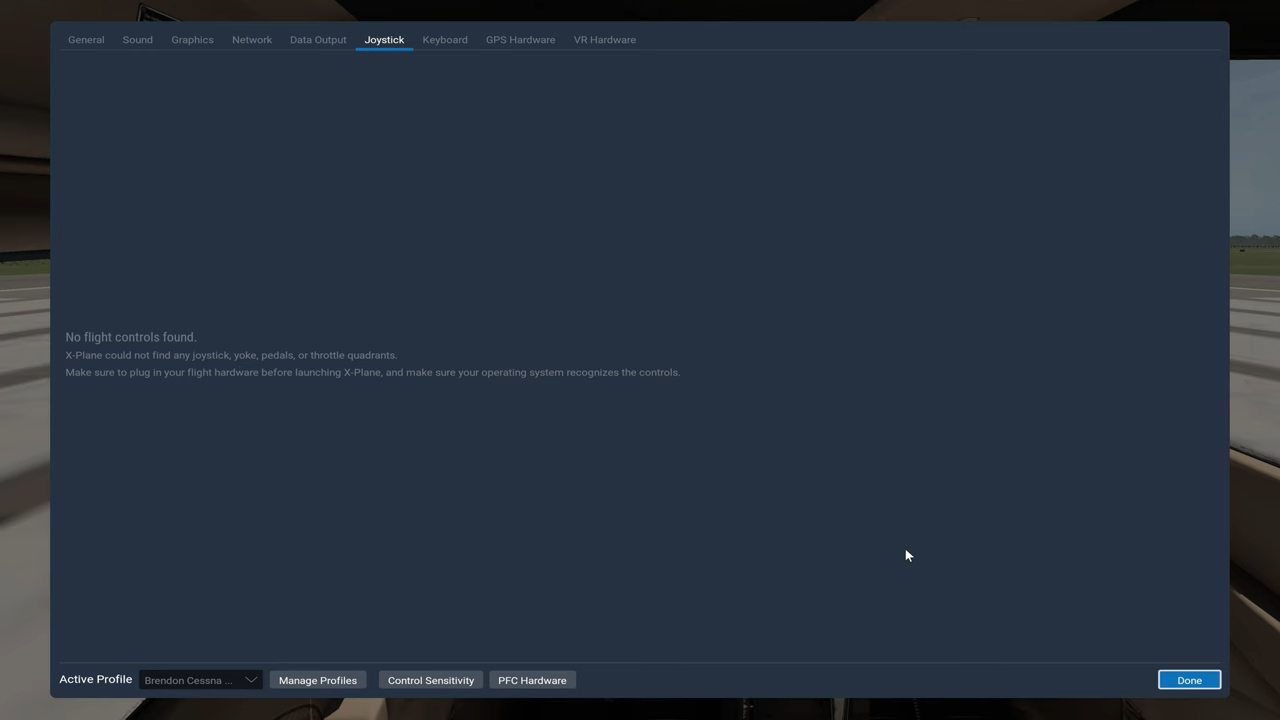 General Sound Graphics Network Data Output Joystick Keyboard GPS Hardware VR Hardware
No flight controls found.
X-Plane could not find any joystick, yoke, pedals, or throttle quadrants.
Make sure to plug in your flight hardware before launching X-Plane, and make sure your operating system recognizes the controls.
Active Profile Brendon Cessna ... Manage Profiles Control Sensitivity PFC Hardware Done